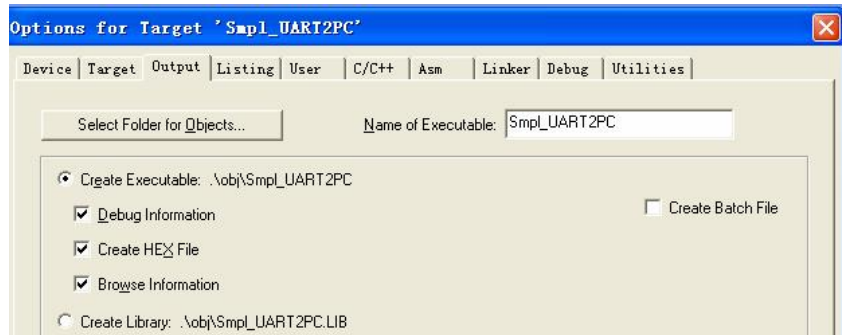 Options for Target 'Smpl_UART2PC'
Device Target Output Listing User C/C++ Asm Linker Debug Utilities
Select Folder for Objects... Name of Executable: Smpl_UART2PC
Create Executable: .\obj\Smpl_UART2PC
Debug Information Create Batch File
Create HEX File
Browse Information
Create Library: .\obj\Smpl_UART2PC.LIB